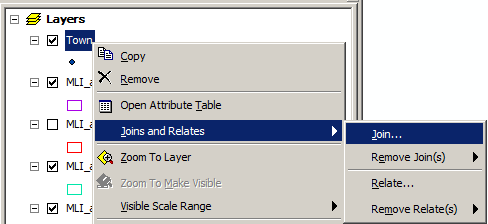 Layers
Town
Copy
Remove
MLI_a
Open Attribute Table
MLI_a
Joins and Relates
Join...
Zoom To Layer
Remove Join(s)
MLI_a
Zoom To Make Visible
Relate...
MLI_a
Visible Scale Range
Remove Relate(s)